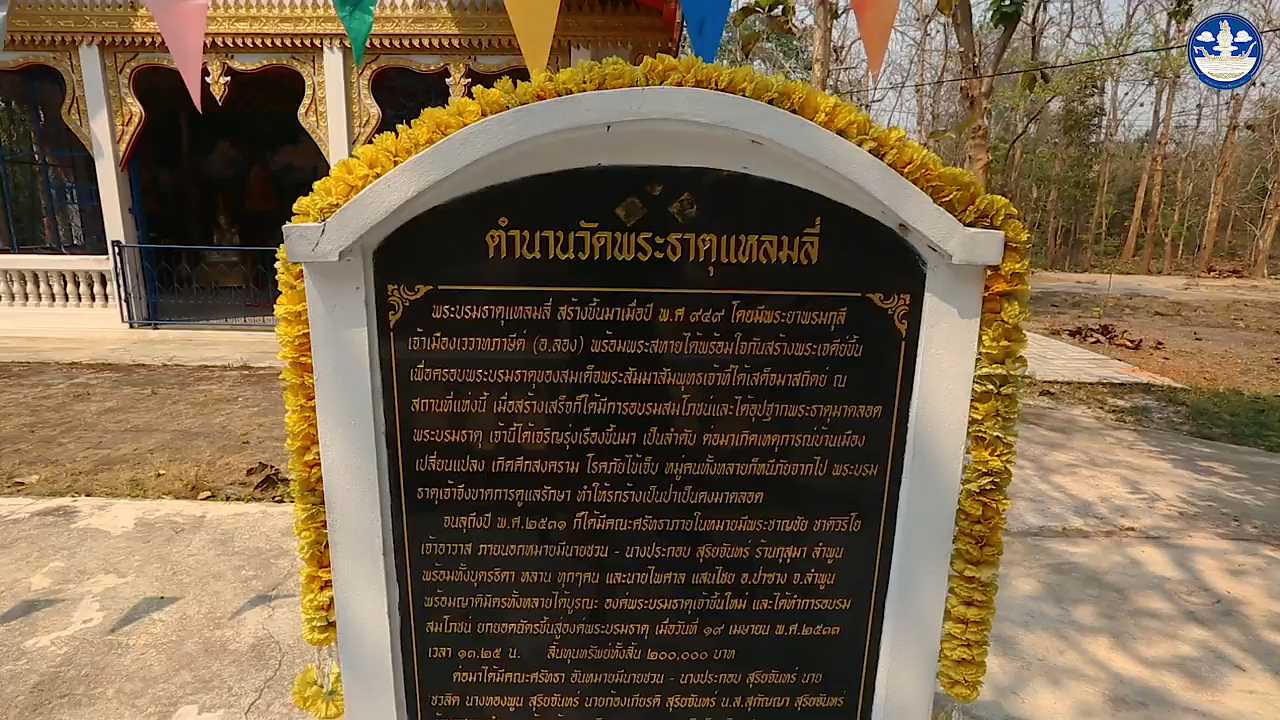 ตำนานวัดพระธาตุแหลมลี่
พระบรมธาตุแหลมลี่ สร้างขึ้นมาเมื่อปี พ.ศ ๙๔๙ โดยมีพระยาพรมกุลี
เจ้าเมืองเววาทภาษิต์ (อ.ลอง) พร้อมพระสหายได้พร้อมใจกันสร้างพระเจดีย์ขึ้น
เพื่อครอบพระบรมธาตุของสมเด็จพระสัมมาสัมพุทธเจ้าที่ได้เสด็จมาสถิตย์ ณ
สถานที่แห่งนี้ เมื่อสร้างเสร็จก็ได้มีการอบรมสมโภชน์และได้อุปฐากพระธาตุมาตลอด
พระบรมธาตุ เจ้านี้ได้เจริญรุ่งเรืองขึ้นมา เป็นลำดับ ต่อมาเกิดเหตุการณ์บ้านเมือง
เปลี่ยนแปลง เกิดศึกสงคราม โรคภัยไข้เจ็บ หมู่คนทั้งหลายก็หนีภัยจากไป พระบรม
ธาตุเจ้าจึงขาดการดูแลรักษา ทำให้รกร้างเป็นป่าเป็นดงมาตลอด
จนลุถึงปี พ.ศ.๒๕๓๑ ก็ได้มีคณะศรัทธาภายในหมายมีพระชาญชัย ชาตวิริโย
เจ้าอาวาส ภายนอกหมายมีนายชวน - นางประกอบ สุริยจันทร์ ร้านกุสุมา ลำพูน
พร้อมทั้งบุตรธิดา หลาน ทุกๆคน และนายไพศาล แสนไชย อ.ป่าซาง จ.ลำพูน
พร้อมญาติมิตรทั้งหลายได้บูรณะ องค์พระบรมธาตุเจ้าขึ้นใหม่ และได้ทำการอบรม
สมโภชน์ ยกยอดฉัตรขึ้นสู่องค์พระบรมธาตุ เมื่อวันที่ ๑๙ เมษายน พ.ศ.๒๕๓๓
เวลา ๑๓.๒๕ น. สิ้นทุนทรัพย์ทั้งสิ้น ๒๐๐,๐๐๐ บาท
ต่อมาได้มีคณะศรัทธา อันหมายมีนายชวน - นางประกอบ สุริยจันทร์ นาย
ชวลิต นางทองพูน สุริยจันทร์ นายก้องเกียรติ สุริยจันทร์ น.ส.สุกัญญา สุริยจันทร์